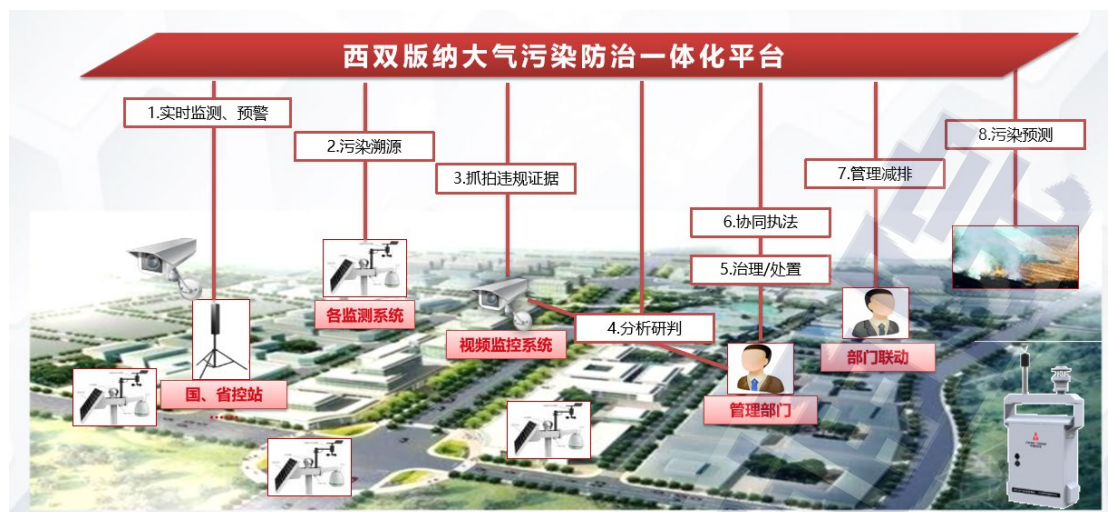 西双版纳大气污染防治一体化平台
1.实时监测、预警
2.污染溯源
3.抓拍违规证据
4.分析研判
5.治理/处置
6.协同执法
7.管理减排
8.污染预测
各监测系统
视频监控系统
国、省控站
部门联动
管理部门